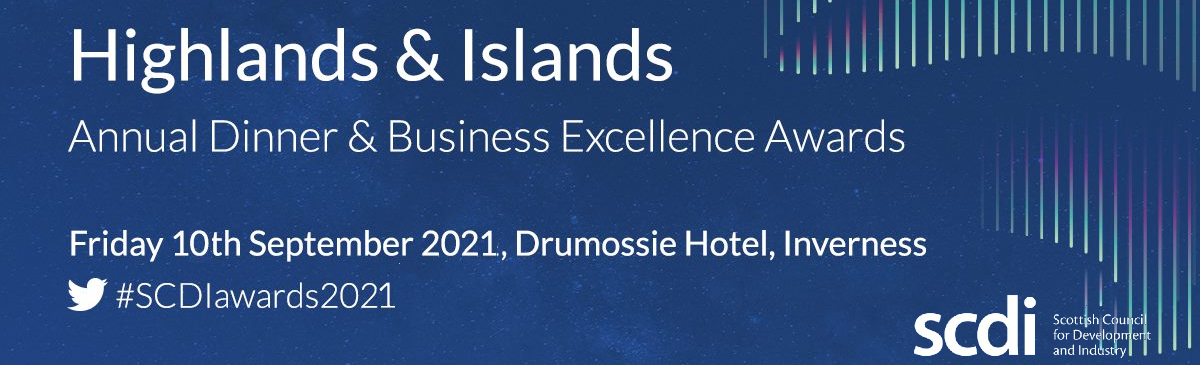 Highlands & Islands
Annual Dinner & Business Excellence Awards
Friday 10th September 2021, Drumossie Hotel, Inverness
#SCDIawards2021
scdi
Scottish Council
for Development
and Industry